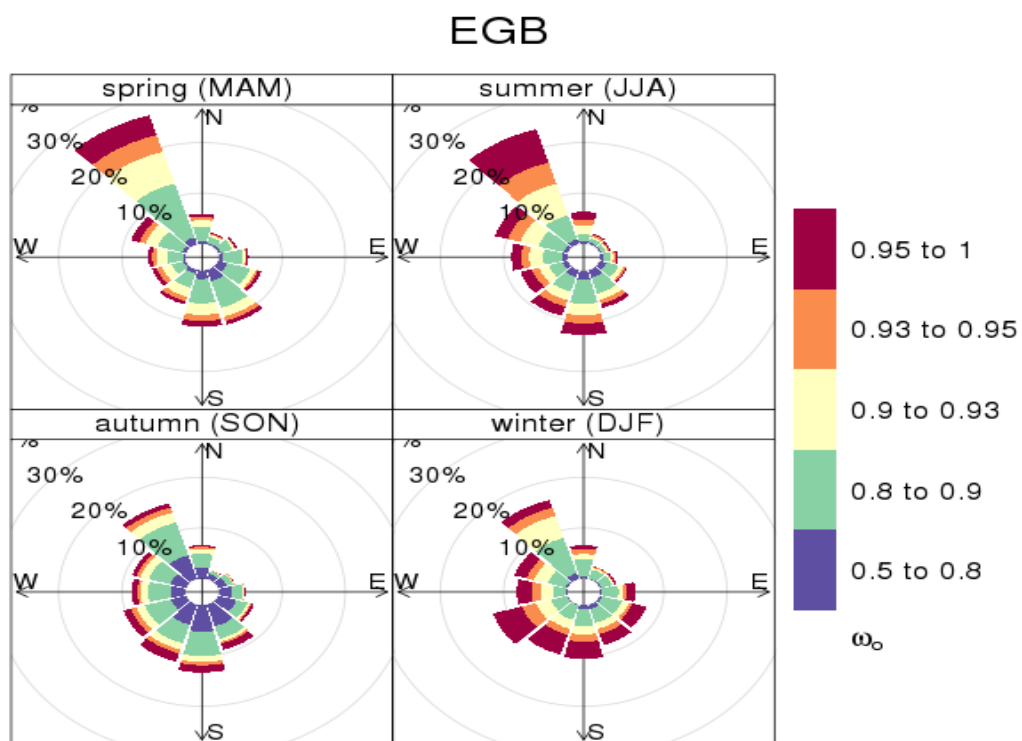 EGB
spring (MAM)
summer (JJA)
%
30%
20%
10%
N
W
E
S
%
30%
20%
10%
N
W
E
S
autumn (SON)
winter (DJF)
%
30%
20%
10%
N
W
E
S
%
30%
20%
10%
N
W
E
S
0.95 to 1
0.93 to 0.95
0.9 to 0.93
0.8 to 0.9
0.5 to 0.8
ω₀